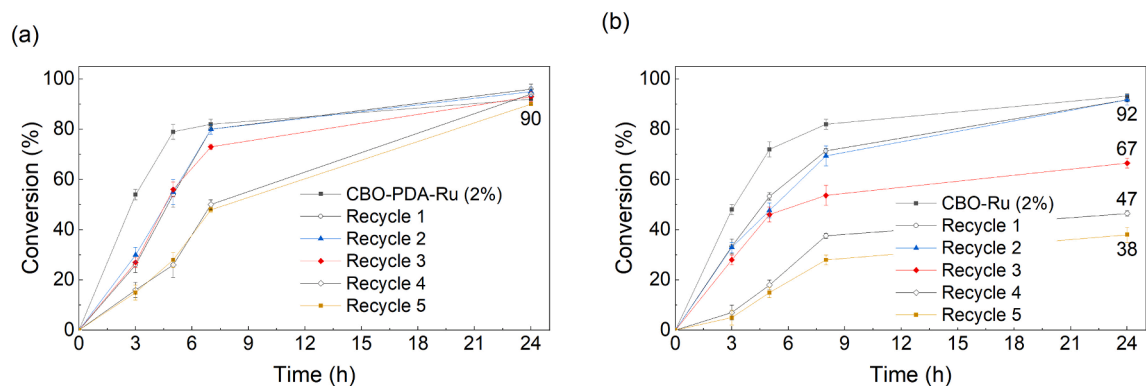 (a)
Conversion (%)
100
80
60
40
20
0
90
CBO-PDA-Ru (2%)
Recycle 1
Recycle 2
Recycle 3
Recycle 4
Recycle 5
0 3 6 9 12 15 18 21 24
Time (h)
(b)
Conversion (%)
100
80
60
40
20
0
92
67
47
38
CBO-Ru (2%)
Recycle 1
Recycle 2
Recycle 3
Recycle 4
Recycle 5
0 3 6 9 12 15 18 21 24
Time (h)